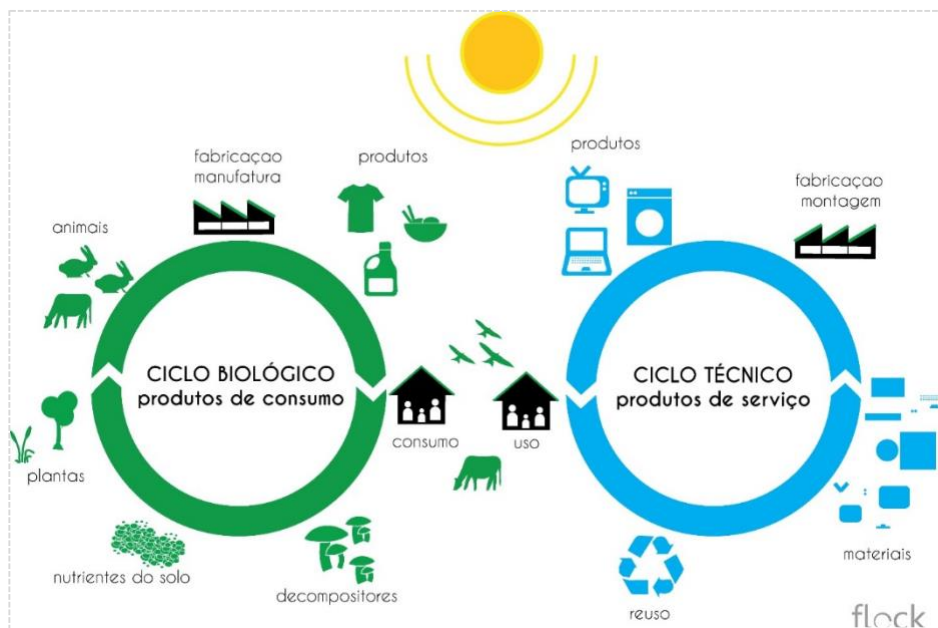 fabricaçao
manufatura
produtos
animais
CICLO BIOLÓGICO
produtos de consumo
consumo
plantas
nutrientes do solo
decompositores
produtos
fabricaçao
montagem
CICLO TÉCNICO
produtos de serviço
uso
materiais
reuso
flock